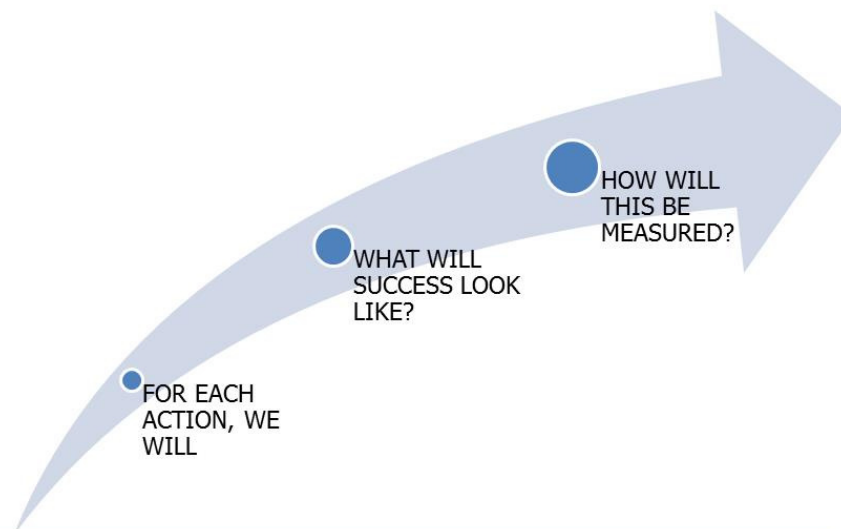 FOR EACH
ACTION, WE
WILL
WHAT WILL
SUCCESS LOOK
LIKE?
HOW WILL
THIS BE
MEASURED?